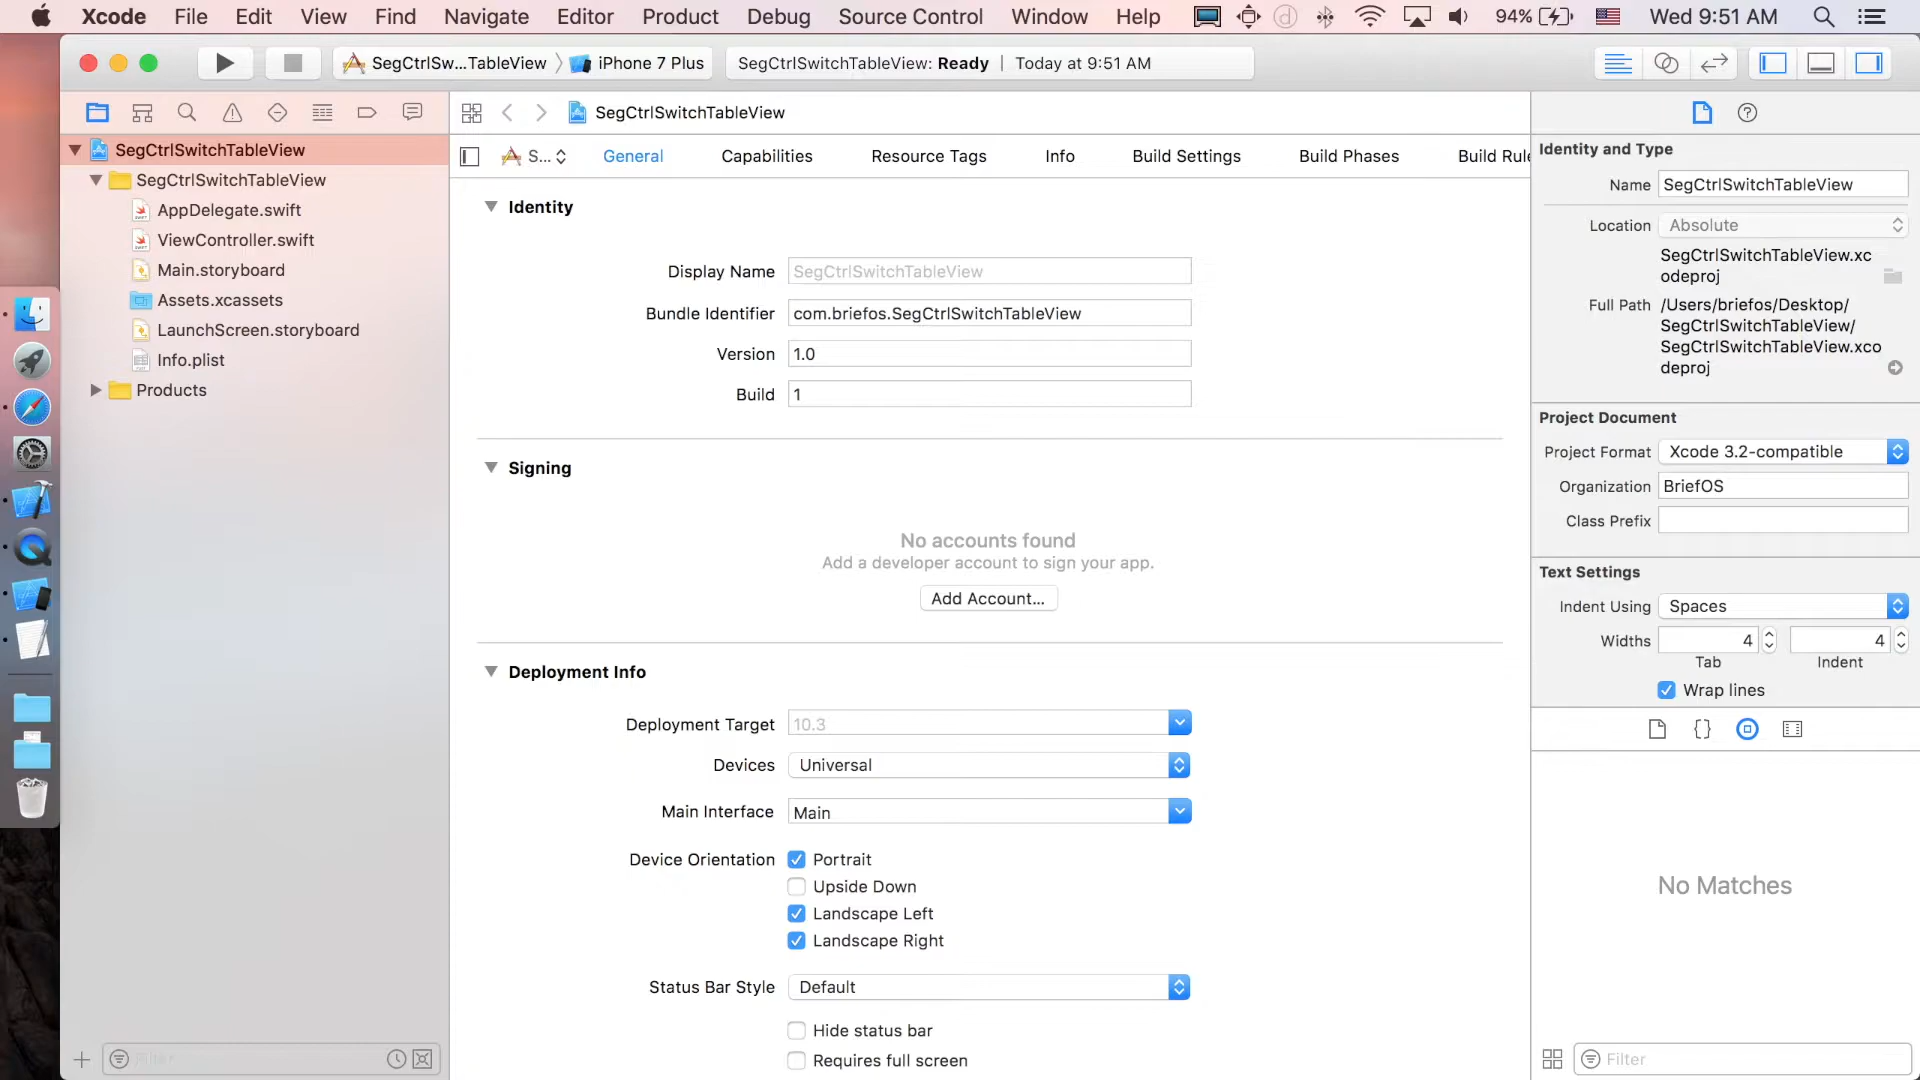 Xcode File Edit View Find Navigate Editor Product Debug Source Control Window Help 94% Wed 9:51 AM
SegCtrlSw...TableView iPhone 7 Plus SegCtrlSwitchTableView: Ready Today at 9:51 AM
SegCtrlSwitchTableView
SegCtrlSwitchTableView
SegCtrlSwitchTableView
AppDelegate.swift
ViewController.swift
Main.storyboard
Assets.xcassets
LaunchScreen.storyboard
Info.plist
Products
Filter
S... General Capabilities Resource Tags Info Build Settings Build Phases Build Rule
Identity
Display Name SegCtrlSwitchTableView
Bundle Identifier com.briefos.SegCtrlSwitchTableView
Version 1.0
Build 1
Signing
No accounts found
Add a developer account to sign your app.
Add Account...
Deployment Info
Deployment Target 10.3
Devices Universal
Main Interface Main
Device Orientation Portrait
Upside Down
Landscape Left
Landscape Right
Status Bar Style Default
Hide status bar
Requires full screen
Identity and Type
Name SegCtrlSwitchTableView
Location Absolute
SegCtrlSwitchTableView.xc
odeproj
Full Path /Users/briefos/Desktop/
SegCtrlSwitchTableView/
SegCtrlSwitchTableView.xco
deproj
Project Document
Project Format Xcode 3.2-compatible
Organization BriefOS
Class Prefix
Text Settings
Indent Using Spaces
Widths 4 4
Tab Indent
Wrap lines
{}
No Matches
Filter